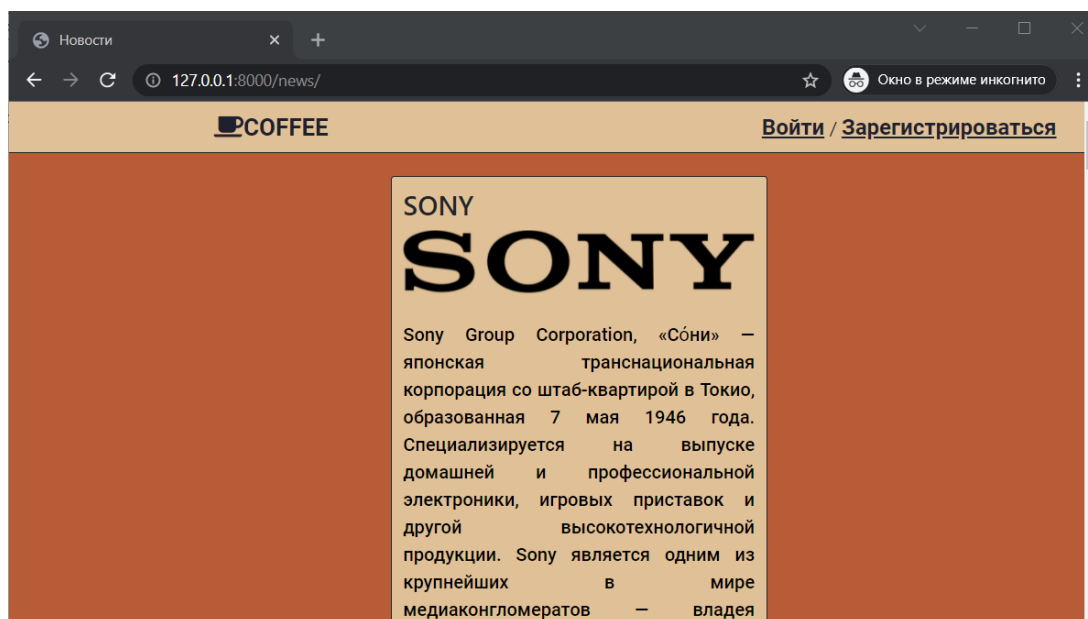 Новости
127.0.0.1:8000/news/
Окно в режиме инкогнито
COFFEE
Войти / Зарегистрироваться
SONY
SONY
Sony Group Corporation, «Со́ни» —
японская транснациональная
корпорация со штаб-квартирой в Токио,
образованная 7 мая 1946 года.
Специализируется на выпуске
домашней и профессиональной
электроники, игровых приставок и
другой высокотехнологичной
продукции. Sony является одним из
крупнейших в мире
медиаконгломератов — владея